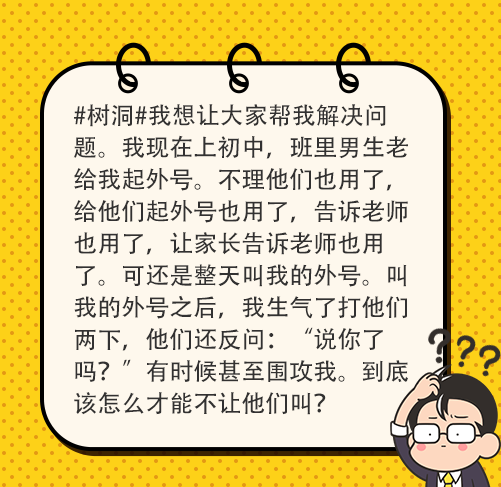 #树洞#我想让大家帮我解决问
题。我现在上初中，班里男生老
给我起外号。不理他们也用了，
给他们起外号也用了，告诉老师
也用了，让家长告诉老师也用
了。可还是整天叫我的外号。叫
我的外号之后，我生气了打他们
两下，他们还反问：“说你了
吗？”有时候甚至围攻我。到底
该怎么才能不让他们叫？
???